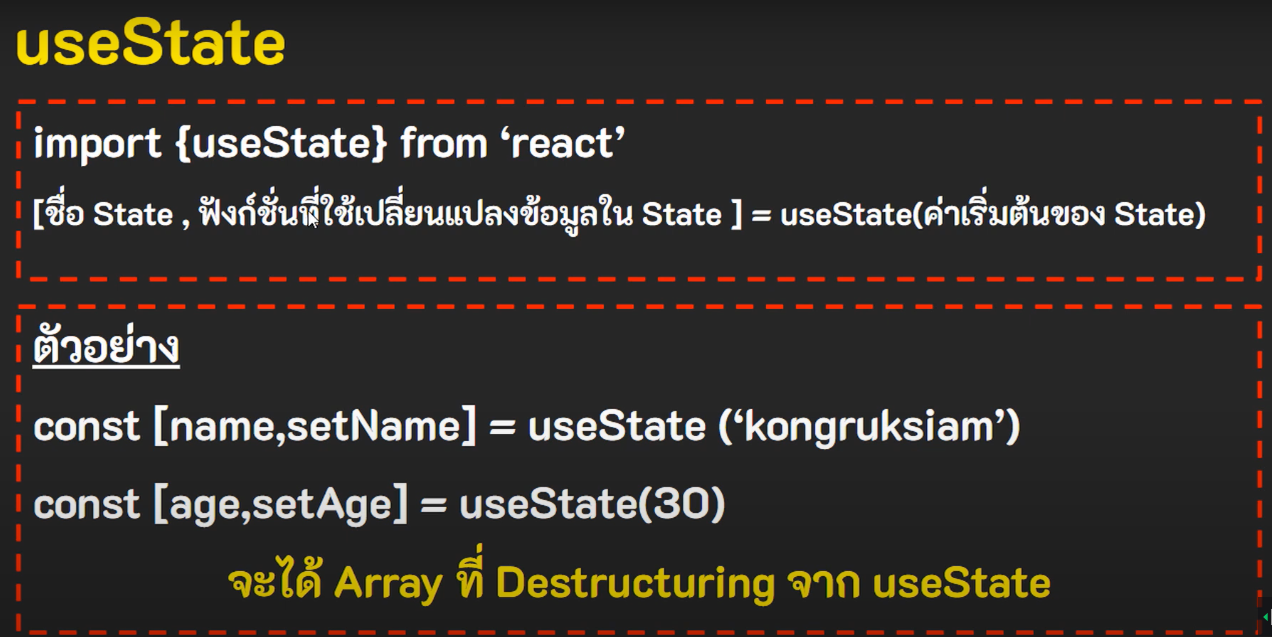 useState
import {useState} from ‘react’
[ชื่อ State , ฟังก์ชั่นที่ใช้เปลี่ยนแปลงข้อมูลใน State ] = useState(ค่าเริ่มต้นของ State)
ตัวอย่าง
const [name,setName] = useState (‘kongruksiam’)
const [age,setAge] = useState(30)
จะได้ Array ที่ Destructuring จาก useState